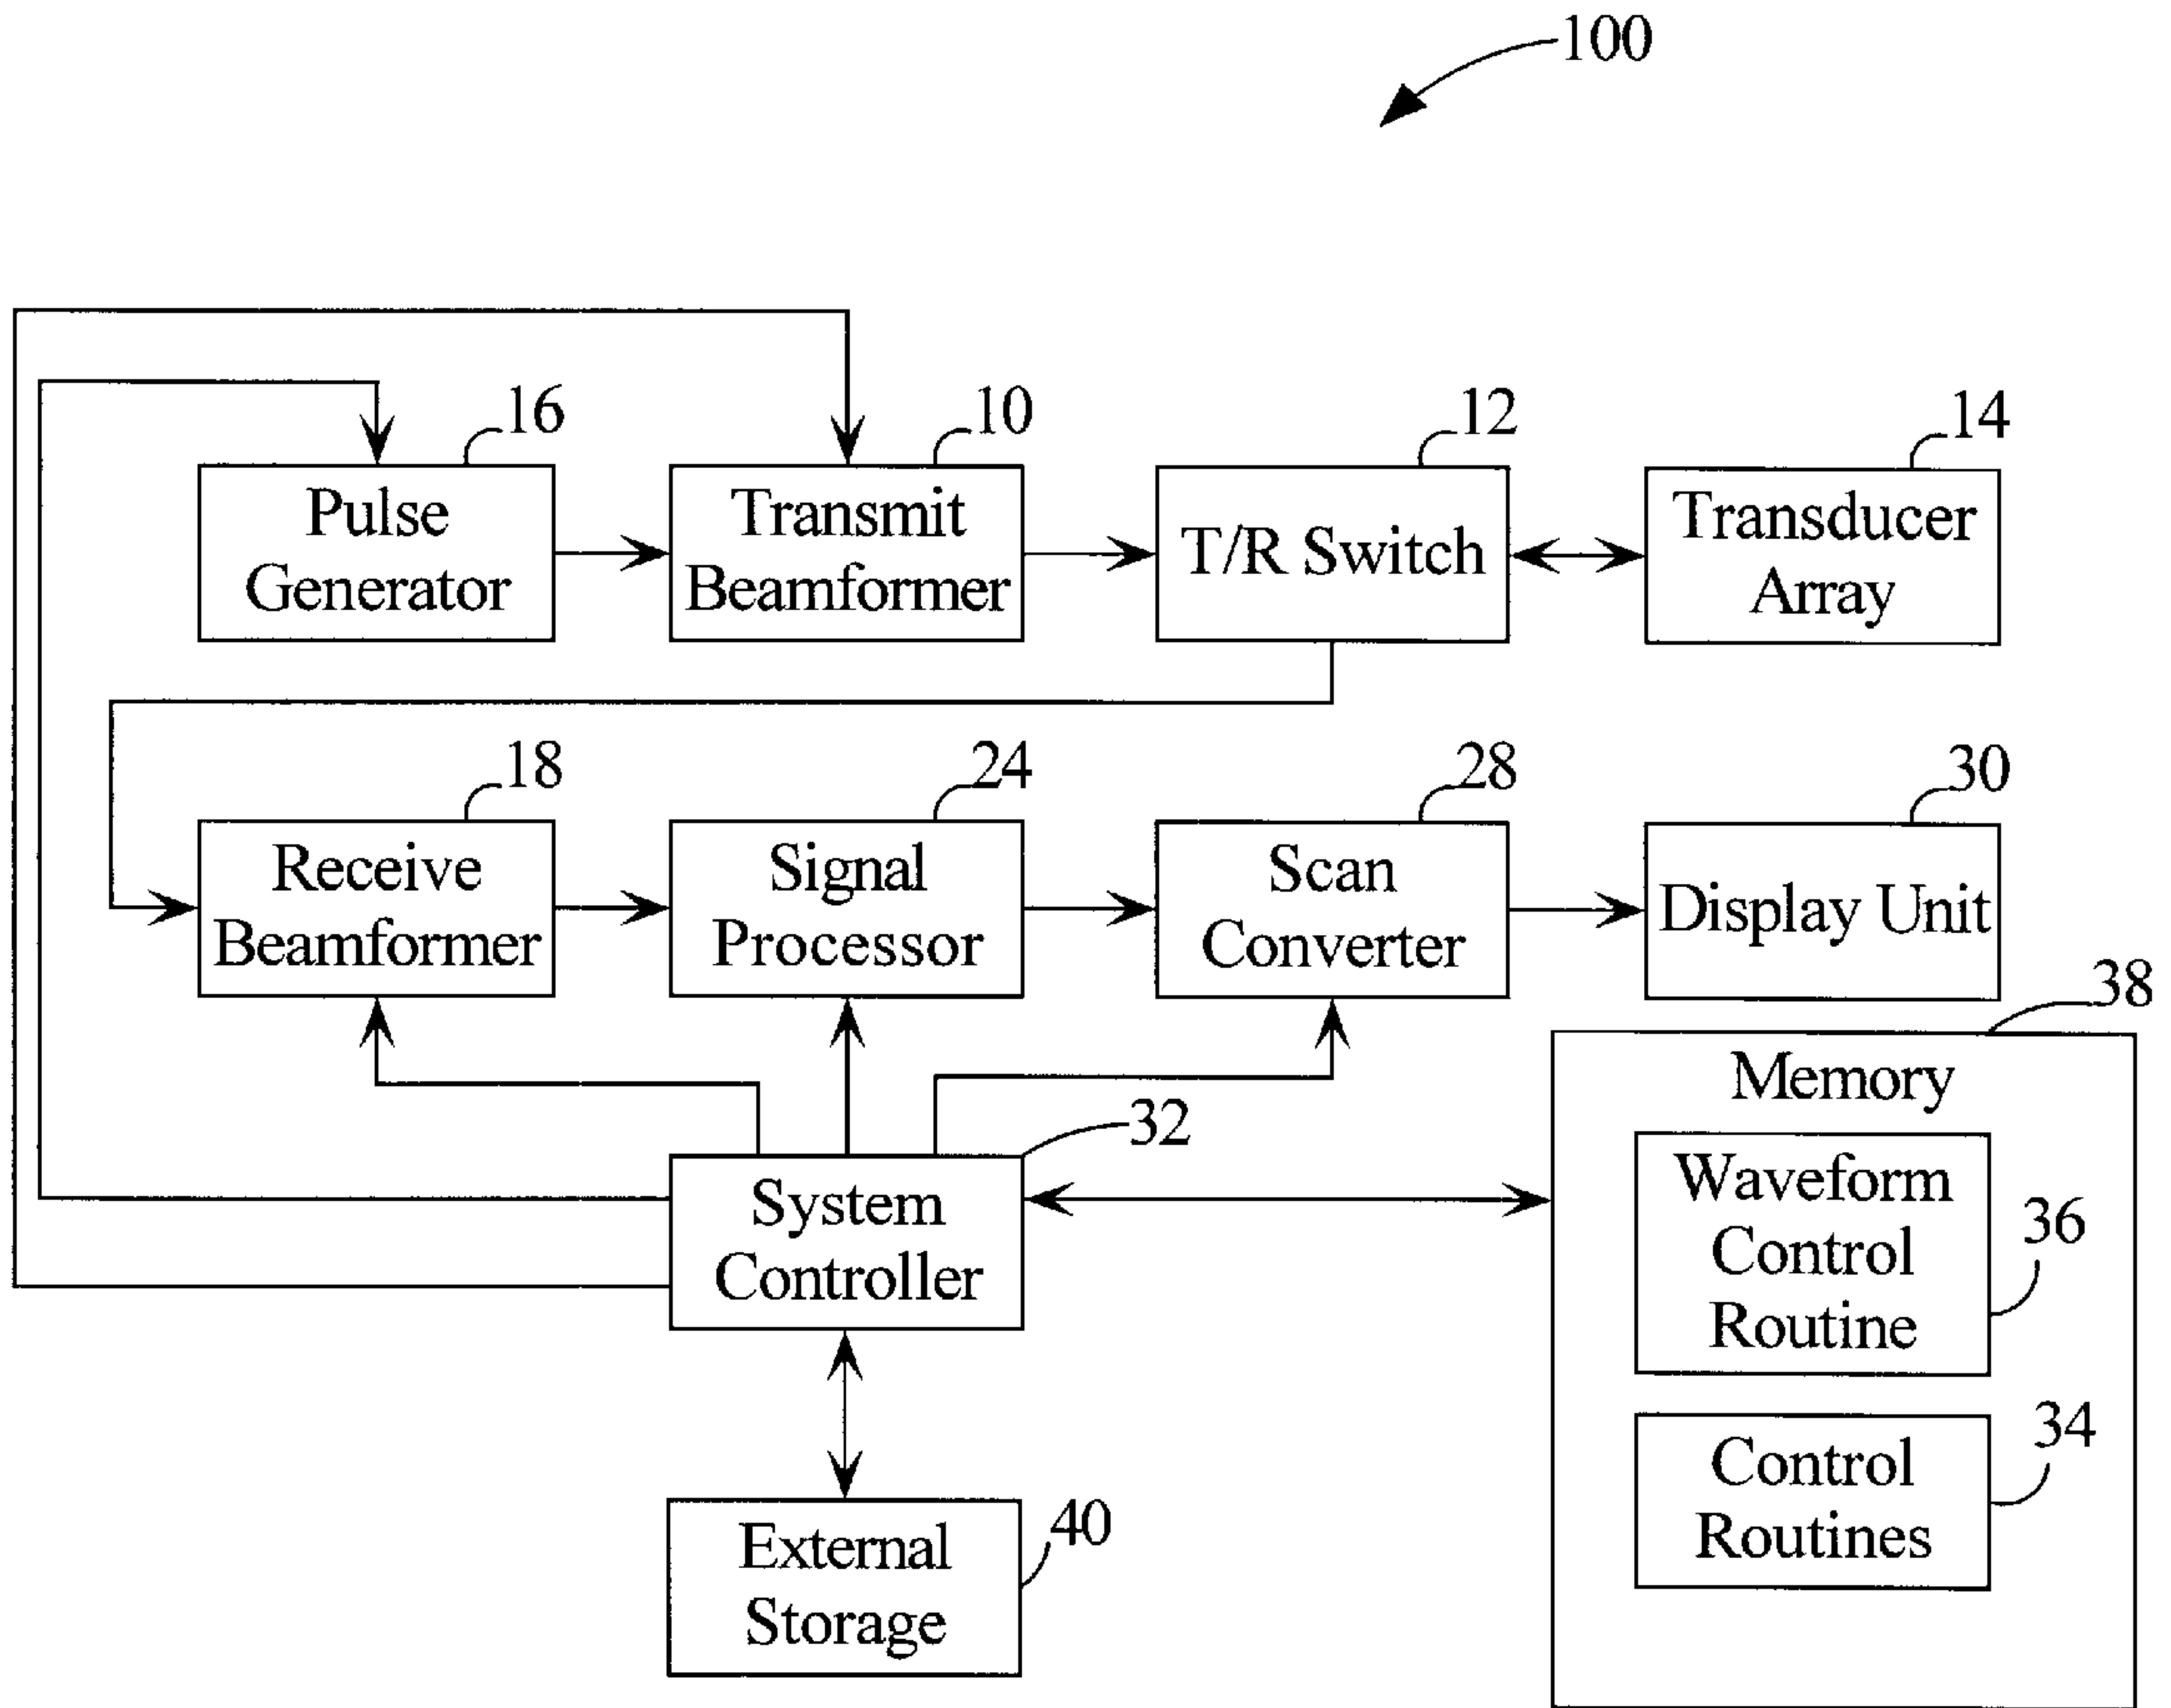 100
16
10
12
14
Pulse
Generator
Transmit
Beamformer
T/R Switch
Transducer
Array
18
24
28
30
Receive
Beamformer
Signal
Processor
Scan
Converter
Display Unit
38
Memory
32
System
Controller
Waveform
Control
Routine
36
34
Control
Routines
40
External
Storage